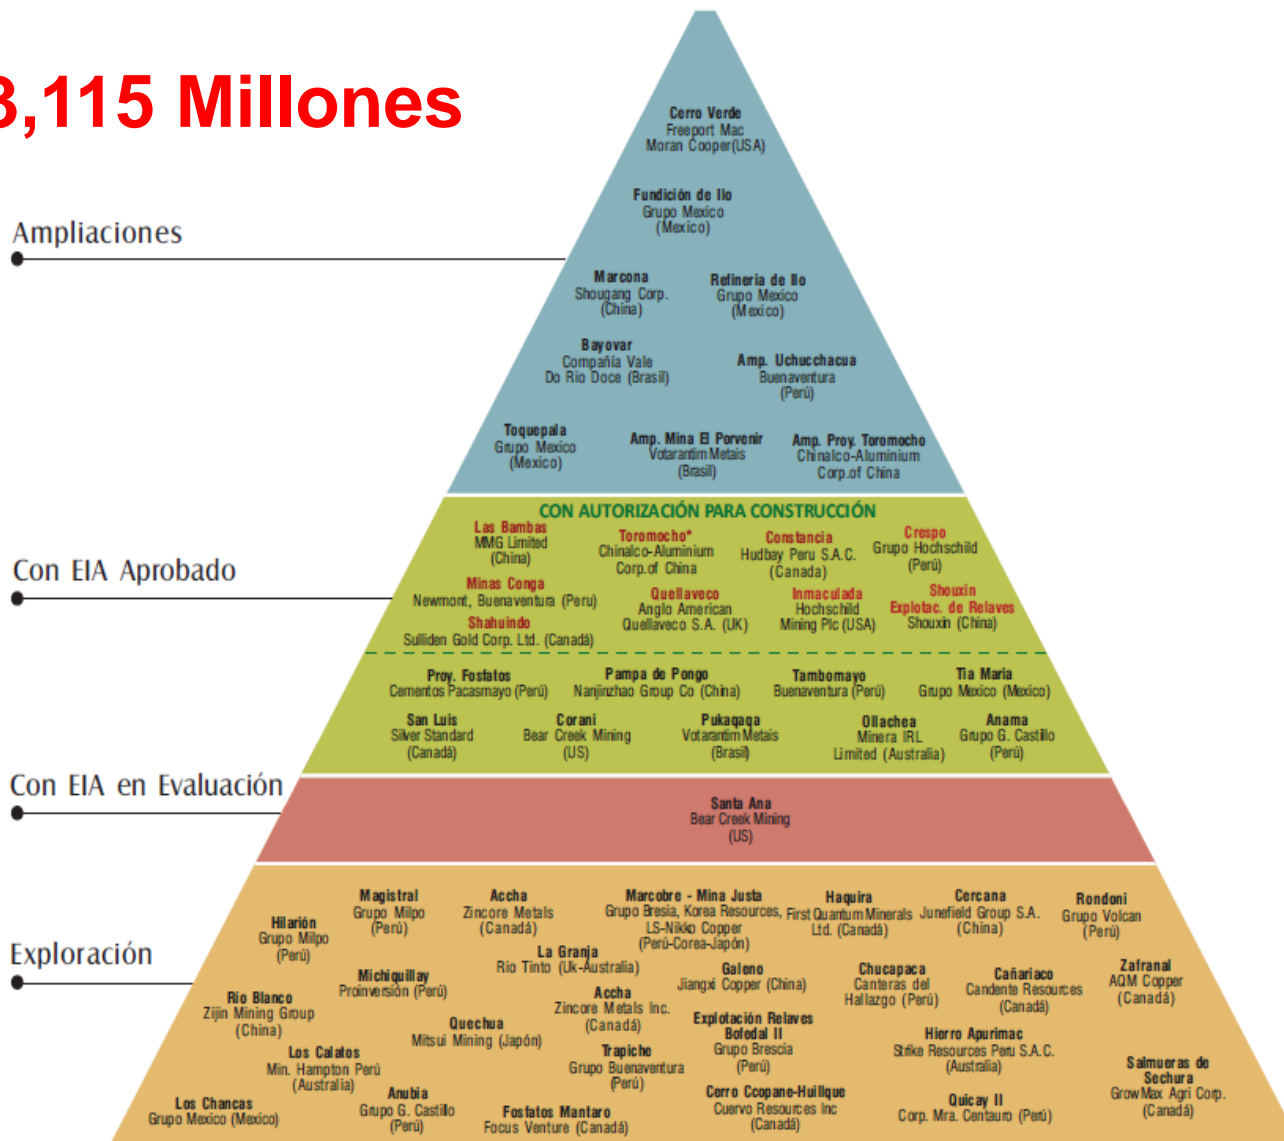 3,115 Millones
Ampliaciones
Cerro Verde
Freeport Mac
Moran Cooper(USA)
Fundición de Ilo
Grupo Mexico
(Mexico)
Marcona
Shougang Corp.
(China)
Refineria de Ilo
Grupo Mexico
(Mexico)
Bayovar
Compañía Vale
Do Rio Doce (Brasil)
Amp. Uchucchacua
Buenaventura
(Perú)
Toquepala
Grupo Mexico
(Mexico)
Amp. Mina El Porvenir
Votarantim Metais
(Brasil)
Amp. Proy. Toromocho
Chinalco-Aluminium
Corp.of China
Con EIA Aprobado
CON AUTORIZACIÓN PARA CONSTRUCCIÓN
Las Bambas
MMG Limited
(China)
Toromocho*
Chinalco-Aluminium
Corp.of China
Constancia
Hudbay Peru S.A.C.
(Canada)
Crespo
Grupo Hochschild
(Perú)
Minas Conga
Newmont, Buenaventura (Peru)
Quellaveco
Anglo American
Quellaveco S.A. (UK)
Inmaculada
Hochschild
Mining Plc (USA)
Shouxin
Explotac. de Relaves
Shouxin (China)
Shahuindo
Sulliden Gold Corp. Ltd. (Canadá)
Proy. Fosfatos
Cementos Pacasmayo (Perú)
Pampa de Pongo
Nanjinzhao Group Co (China)
Tambomayo
Buenaventura (Perú)
Tia Maria
Grupo Mexico (Mexico)
San Luis
Silver Standard
(Canadá)
Corani
Bear Creek Mining
(US)
Pukaqaqa
Votarantim Metais
(Brasil)
Ollachea
Minera IRL
Limited (Australia)
Anama
Grupo G. Castillo
(Perú)
Con EIA en Evaluación
Santa Ana
Bear Creek Mining
(US)
Exploración
Hilarión
Grupo Milpo
(Perú)
Magistral
Grupo Milpo
(Perú)
Accha
Zincore Metals
(Canadá)
Marcobre - Mina Justa
Grupo Bresia, Korea Resources,
LS-Nikko Copper
(Perú-Corea-Japón)
Haquira
First Quantum Minerals
Ltd. (Canadá)
Cercana
Junefield Group S.A.
(China)
Rondoni
Grupo Volcan
(Perú)
La Granja
Rio Tinto (Uk-Australia)
Michiquillay
Proinversión (Perú)
Galeno
Jiangxi Copper (China)
Chucapaca
Canteras del
Hallazgo (Perú)
Cañariaco
Candente Resources
(Canadá)
Zafranal
AQM Copper
(Canadá)
Rio Blanco
Zijin Mining Group
(China)
Accha
Zincore Metals Inc.
(Canadá)
Quechua
Mitsui Mining (Japón)
Explotación Relaves
Bofedal II
Grupo Brescia
(Perú)
Hierro Apurimac
Strike Resources Peru S.A.C.
(Australia)
Los Calatos
Min. Hampton Perú
(Australia)
Trapiche
Grupo Buenaventura
(Perú)
Salmueras de
Sechura
GrowMax Agri Corp.
(Canadá)
Los Chancas
Grupo Mexico (Mexico)
Anubia
Grupo G. Castillo
(Perú)
Fosfatos Mantaro
Focus Venture (Canadá)
Cerro Ccopane-Huillque
Cuervo Resources Inc
(Canadá)
Quicay II
Corp. Mra. Centauro (Perú)